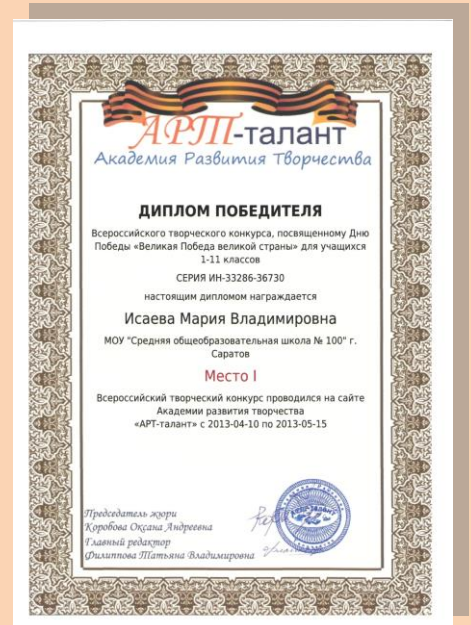 АРТ-талант
Академия Развития Творчества
ДИПЛОМ ПОБЕДИТЕЛЯ
Всероссийского творческого конкурса, посвященному Дню
Победы «Великая Победа великой страны» для учащихся
1-11 классов
СЕРИЯ ИН-33286-36730
настоящим дипломом награждается
Исаева Мария Владимировна
МОУ "Средняя общеобразовательная школа № 100" г.
Саратов
Место I
Всероссийский творческий конкурс проводился на сайте
Академии развития творчества
«АРТ-талант» с 2013-04-10 по 2013-05-15
Председатель жюри
Коробова Оксана Андреевна
Главный редактор
Филиппова Татьяна Владимировна
АРТ-талант